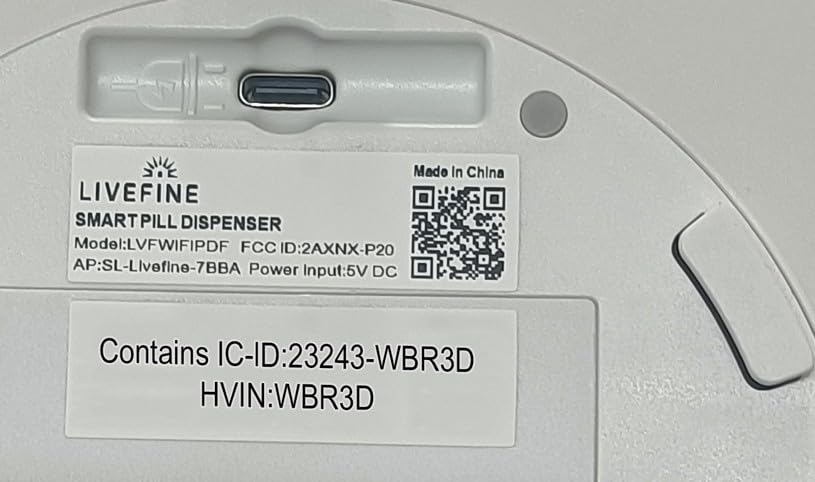 LIVEFINE
Made in China
SMART PILL DISPENSER
Model:LVFWIFIPDF FCC ID:2AXNX-P20
AP:SL-Livefine-7BBA Power Input:5V DC
Contains IC-ID:23243-WBR3D
HVIN:WBR3D